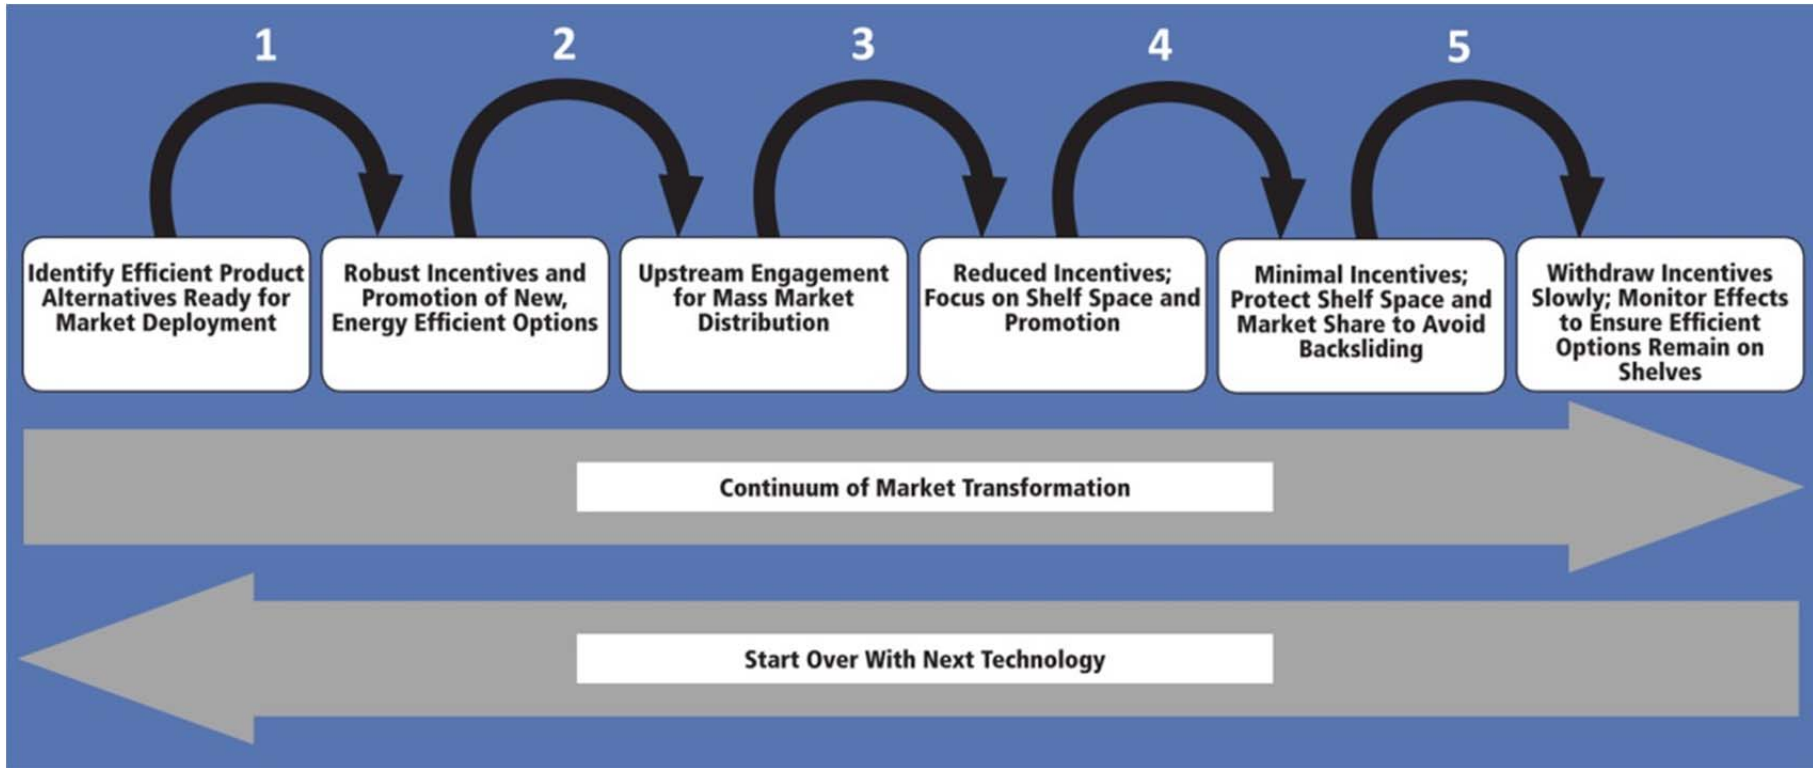 1
2
3
4
5
Identify Efficient Product
Alternatives Ready for
Market Deployment
Robust Incentives and
Promotion of New,
Energy Efficient Options
Upstream Engagement
for Mass Market
Distribution
Reduced Incentives;
Focus on Shelf Space and
Promotion
Minimal Incentives;
Protect Shelf Space and
Market Share to Avoid
Backsliding
Withdraw Incentives
Slowly; Monitor Effects
to Ensure Efficient
Options Remain on
Shelves
Continuum of Market Transformation
Start Over With Next Technology